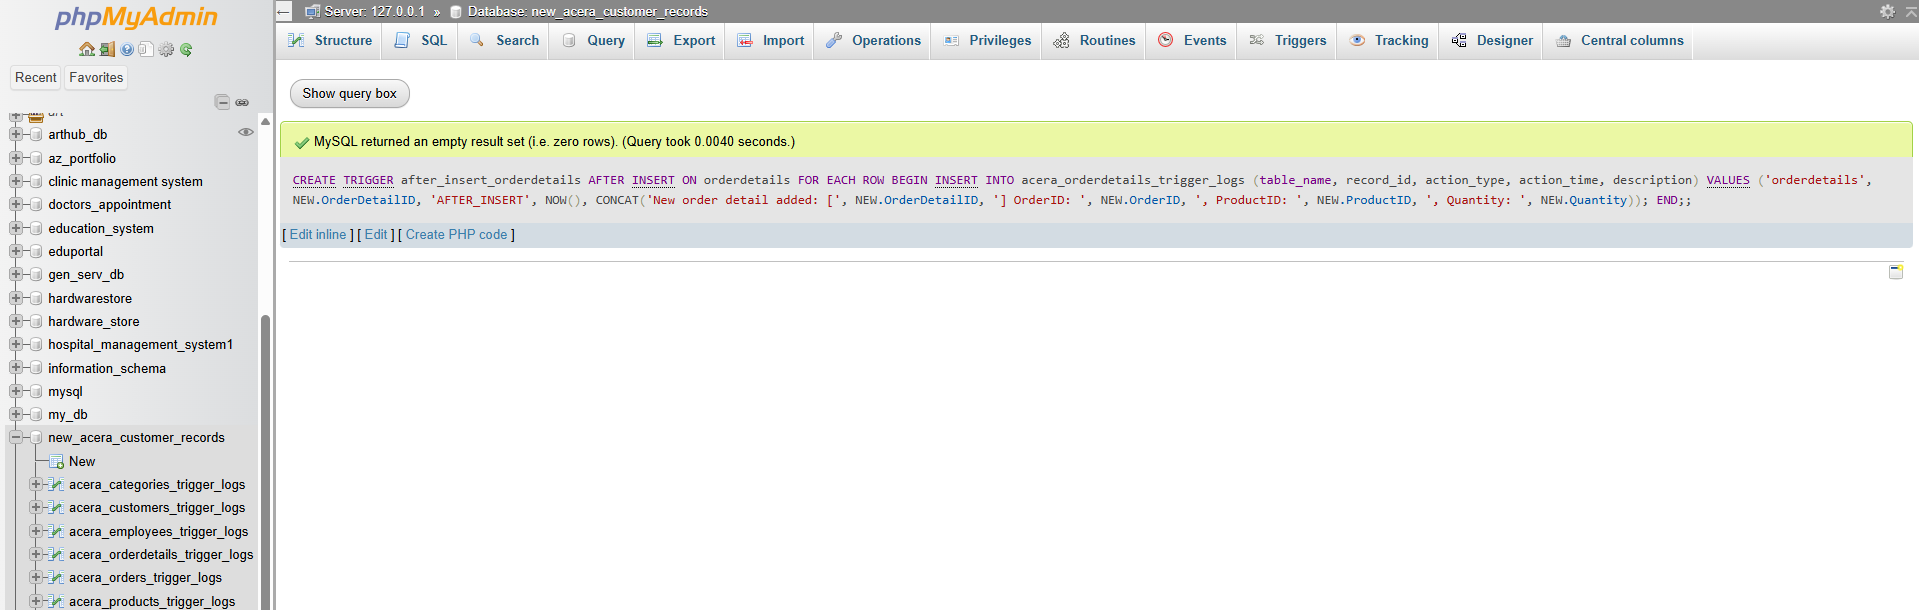 phpMyAdmin
Recent Favorites
art
arthub_db
az_portfolio
clinic management system
doctors_appointment
education_system
eduportal
gen_serv_db
hardwarestore
hardware_store
hospital_management_system1
information_schema
mysql
my_db
new_acera_customer_records
New
acera_categories_trigger_logs
acera_customers_trigger_logs
acera_employees_trigger_logs
acera_orderdetails_trigger_logs
acera_orders_trigger_logs
acera_products_trigger_logs
Server: 127.0.0.1 » Database: new_acera_customer_records
Structure SQL Search Query Export Import Operations Privileges Routines Events Triggers Tracking Designer Central columns
Show query box
MySQL returned an empty result set (i.e. zero rows). (Query took 0.0040 seconds.)
CREATE TRIGGER after_insert_orderdetails AFTER INSERT ON orderdetails FOR EACH ROW BEGIN INSERT INTO acera_orderdetails_trigger_logs (table_name, record_id, action_type, action_time, description) VALUES ('orderdetails',
NEW.OrderDetailID, 'AFTER_INSERT', NOW(), CONCAT('New order detail added: [', NEW.OrderDetailID, '] OrderID: ', NEW.OrderID, ', ProductID: ', NEW.ProductID, ', Quantity: ', NEW.Quantity)); END;;
[ Edit inline ] [ Edit ] [ Create PHP code ]